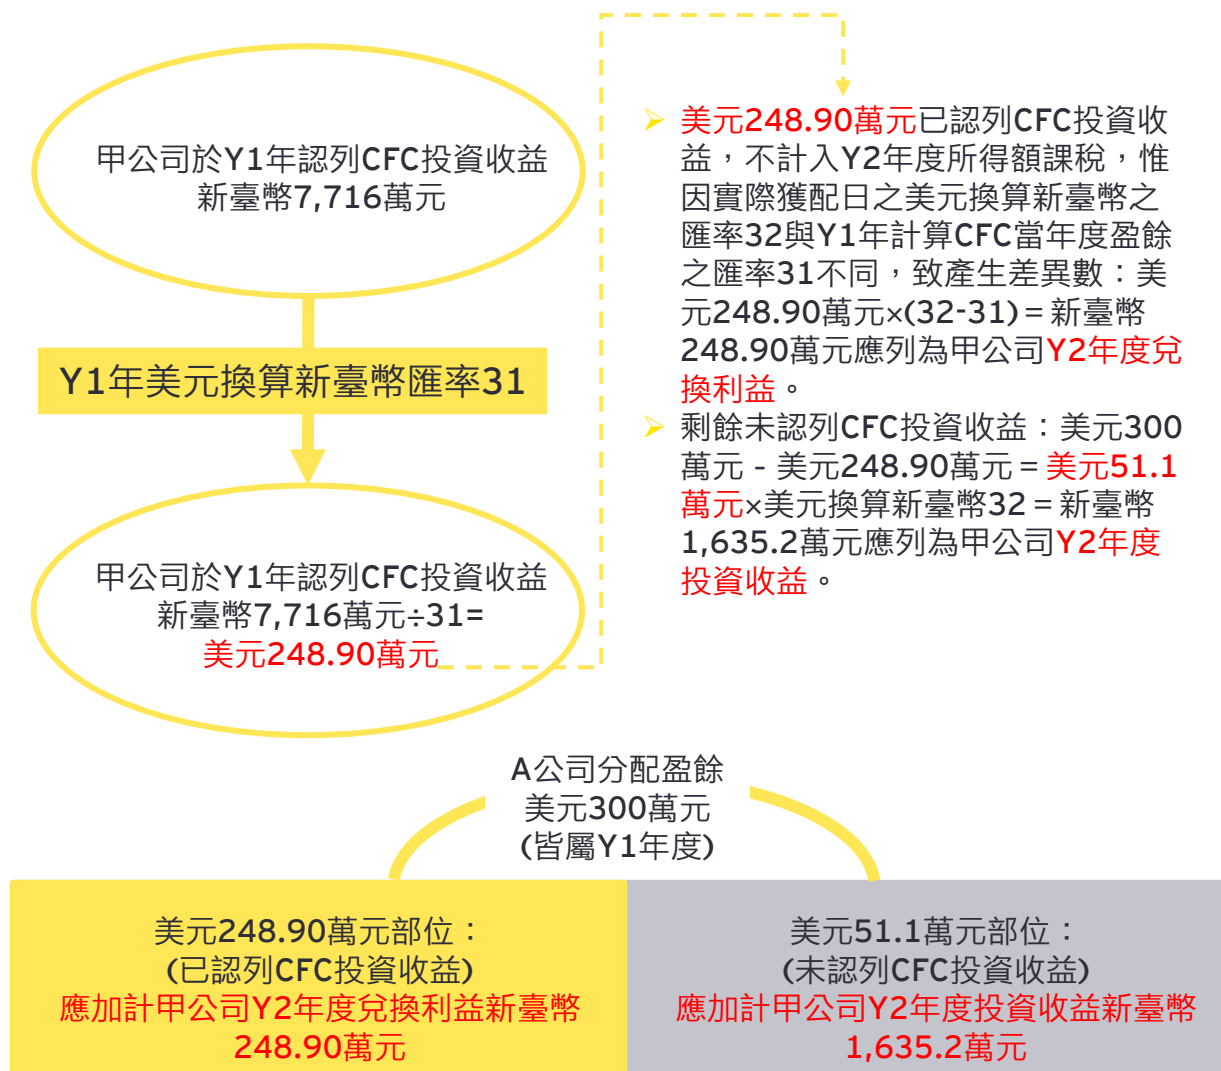 甲公司於Y1年認列CFC投資收益
新臺幣7,716萬元
Y1年美元換算新臺幣匯率31
甲公司於Y1年認列CFC投資收益
新臺幣7,716萬元÷31=
美元248.90萬元
美元248.90萬元已認列CFC投資收
益，不計入Y2年度所得額課稅，惟
因實際獲配日之美元換算新臺幣之
匯率32與Y1年計算CFC當年度盈餘
之匯率31不同，致產生差異數：美
元248.90萬元×(32-31)＝新臺幣
248.90萬元應列為甲公司Y2年度兌
換利益。
剩餘未認列CFC投資收益：美元300
萬元 - 美元248.90萬元＝美元51.1
萬元×美元換算新臺幣32＝新臺幣
1,635.2萬元應列為甲公司Y2年度
投資收益。
A公司分配盈餘
美元300萬元
(皆屬Y1年度)
美元248.90萬元部位：
(已認列CFC投資收益)
應加計甲公司Y2年度兌換利益新臺幣
248.90萬元
美元51.1萬元部位：
(未認列CFC投資收益)
應加計甲公司Y2年度投資收益新臺幣
1,635.2萬元